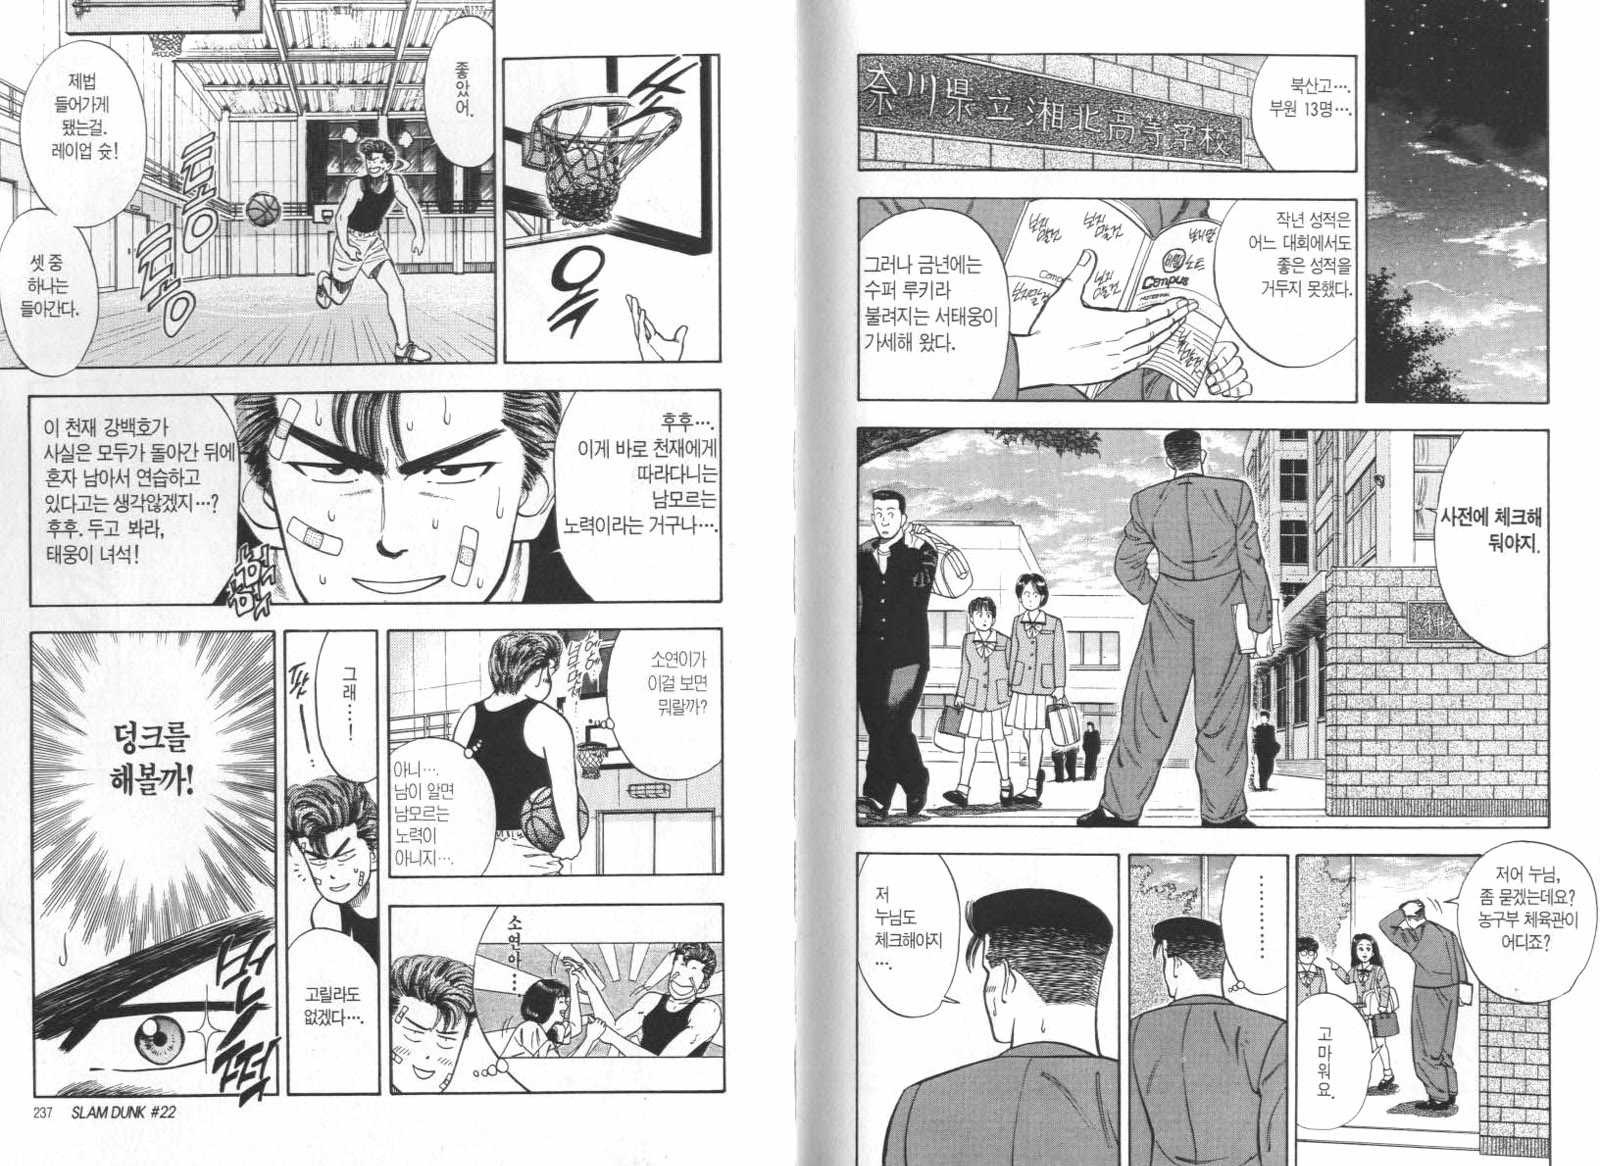 북산고….
부원 13명….
奈川県立湘北高等学校
작년 성적은
어느 대회에서도
좋은 성적을
거두지 못했다.
그러나 금년에는
수퍼 루키라
불려지는 서태웅이
가세해 왔다.
Campus
노트
사전에 체크해
둬야지.
저어 누님,
좀 묻겠는데요?
농구부 체육관이
어디죠?
고마워요.
………
저
누님도
체크해야지
….
좋았어.
제법
들어가게
됐는걸.
레이업 슛!
텅
텅
셋 중
하나는
들아간다.
후후….
이게 바로 천재에게
따라다니는
남모르는
노력이라는 거구나….
이 천재 강백호가
사실은 모두가 돌아간 뒤에
혼자 남아서 연습하고
있다고는 생각않겠지…?
후후. 두고 봐라,
태웅이 녀석!
소연이가
이걸 보면
뭐랄까?
아니….
남이 알면
남모르는
노력이
아니지….
소연아….
그래…!
고릴라도
없겠다….
덩크를
해볼까!
번
쩍
237 SLAM DUNK #22